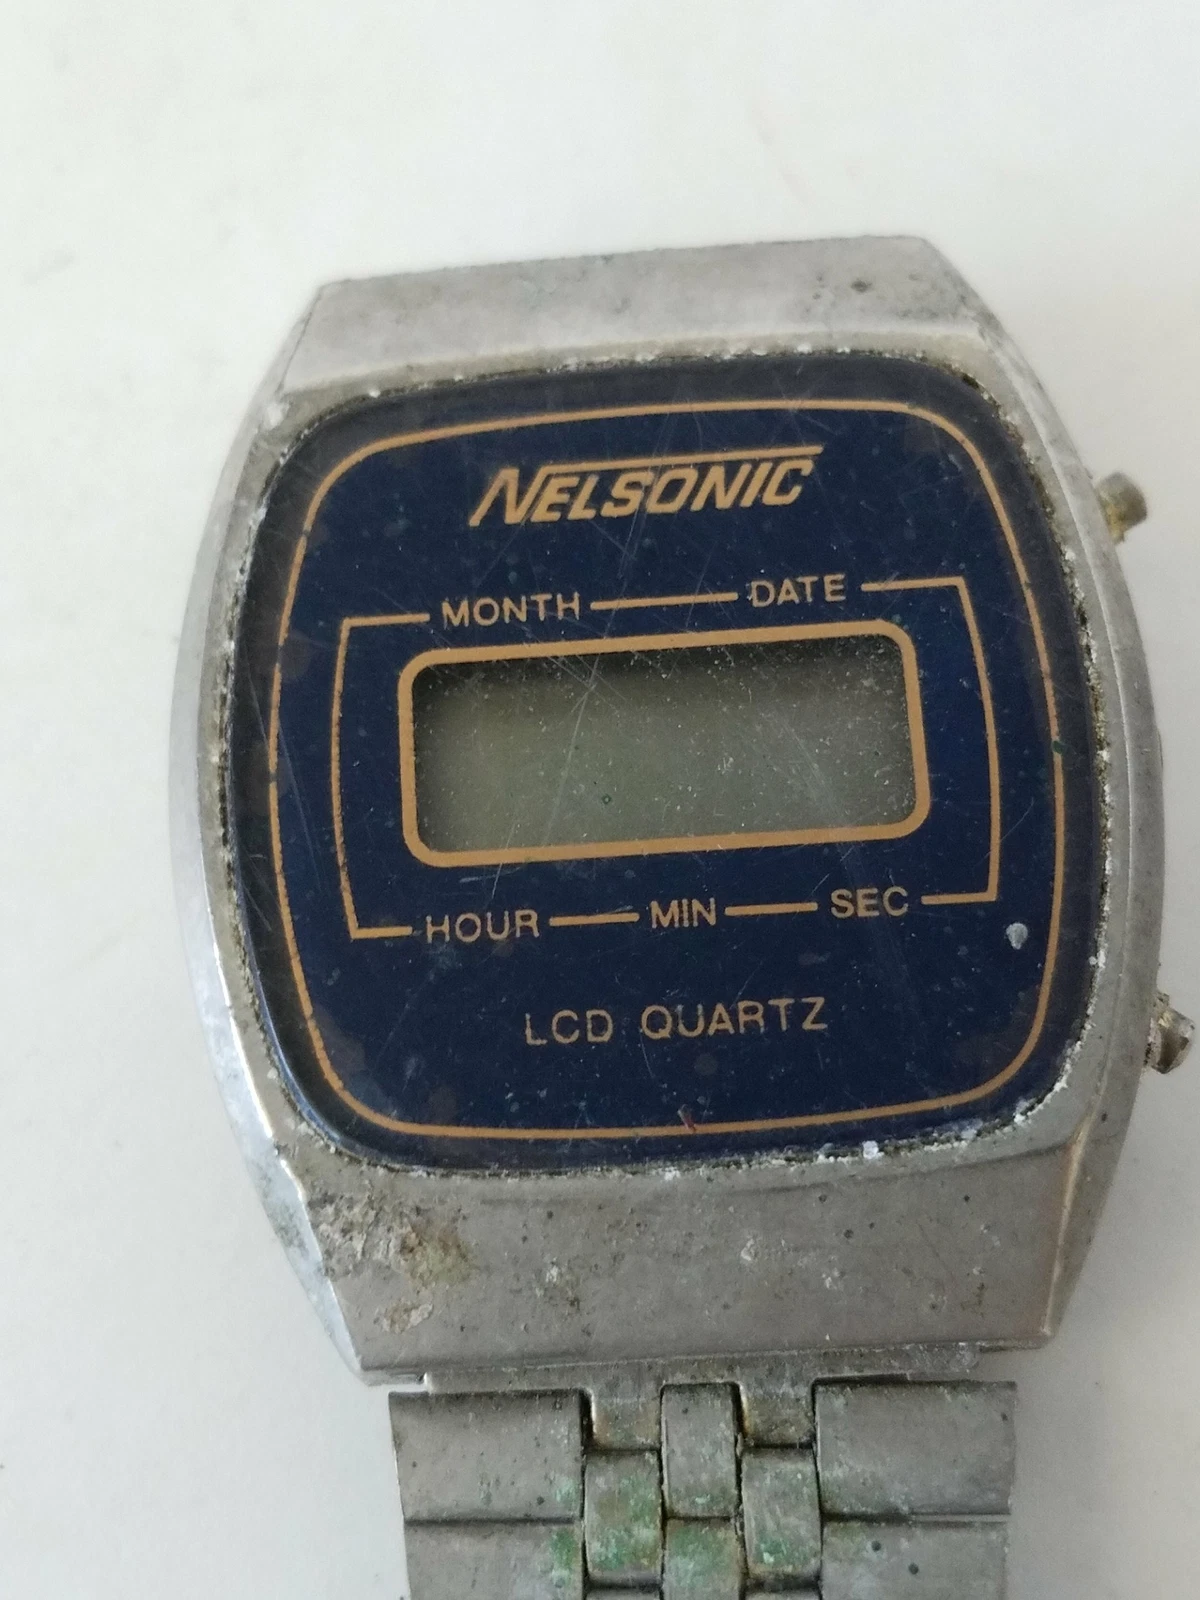 NELSONIC
MONTH DATE
HOUR MIN SEC
LCD QUARTZ